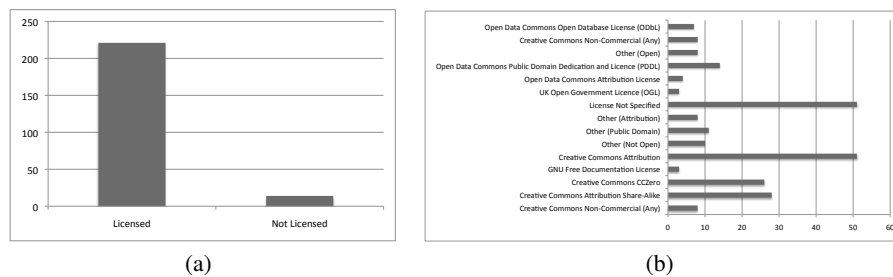 250
200
150
100
50
0
Licensed Not Licensed
(a)
Open Data Commons Open Database License (ODbL)
Creative Commons Non-Commercial (Any)
Other (Open)
Open Data Commons Public Domain Dedication and Licence (PDDL)
Open Data Commons Attribution License
UK Open Government Licence (OGL)
License Not Specified
Other (Attribution)
Other (Public Domain)
Other (Not Open)
Creative Commons Attribution
GNU Free Documentation License
Creative Commons CCZero
Creative Commons Attribution Share-Alike
Creative Commons Non-Commercial (Any)
0 10 20 30 40 50 60
(b)